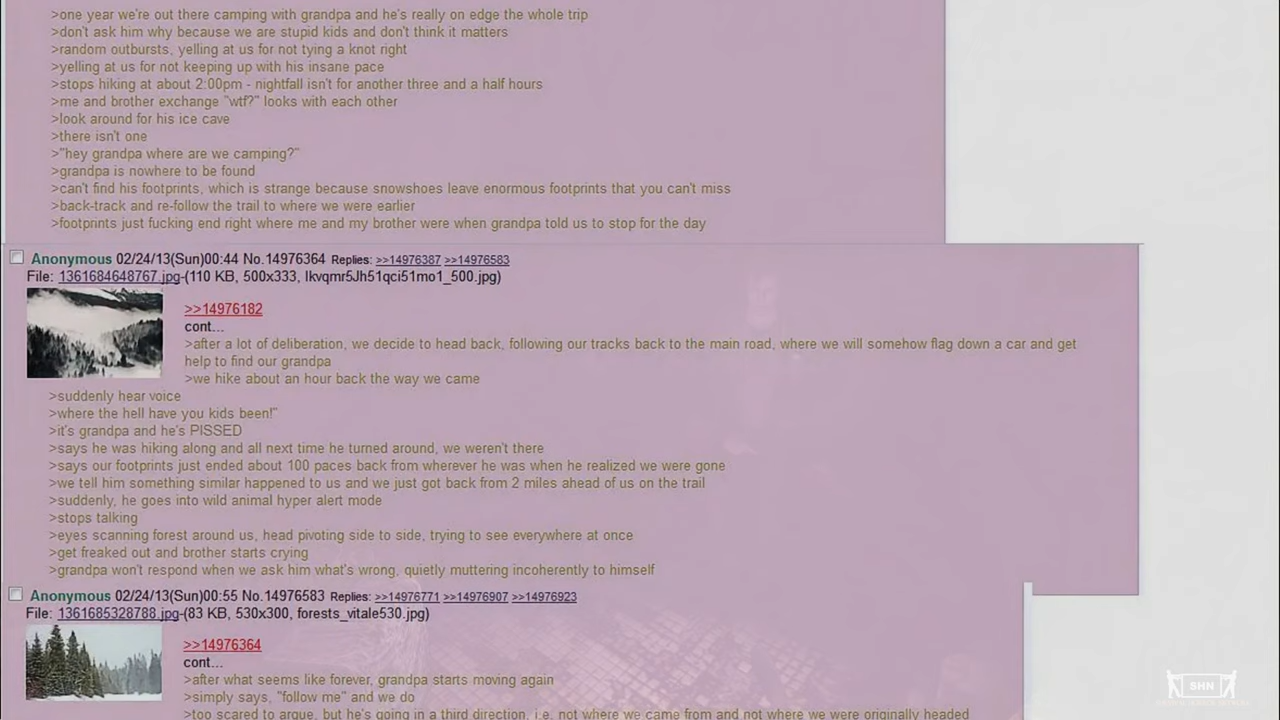 >one year we're out there camping with grandpa and he's really on edge the whole trip
>don't ask him why because we are stupid kids and don't think it matters
>random outbursts, yelling at us for not tying a knot right
>yelling at us for not keeping up with his insane pace
>stops hiking at about 2:00pm - nightfall isn't for another three and a half hours
>me and brother exchange "wtf?" looks with each other
>look around for his ice cave
>there isn't one
>"hey grandpa where are we camping?"
>grandpa is nowhere to be found
>can't find his footprints, which is strange because snowshoes leave enormous footprints that you can't miss
>back-track and re-follow the trail to where we were earlier
>footprints just fucking end right where me and my brother were when grandpa told us to stop for the day
Anonymous 02/24/13(Sun)00:44 No.14976364 Replies: >>14976387 >>14976583
File: 1361684648767.jpg-(110 KB, 500x333, lkvqmr5Jh51qci51mo1_500.jpg)
>>14976182
cont...
>after a lot of deliberation, we decide to head back, following our tracks back to the main road, where we will somehow flag down a car and get
help to find our grandpa
>we hike about an hour back the way we came
>suddenly hear voice
>where the hell have you kids been!"
>it's grandpa and he's PISSED
>says he was hiking along and all next time he turned around, we weren't there
>says our footprints just ended about 100 paces back from wherever he was when he realized we were gone
>we tell him something similar happened to us and we just got back from 2 miles ahead of us on the trail
>suddenly, he goes into wild animal hyper alert mode
>stops talking
>eyes scanning forest around us, head pivoting side to side, trying to see everywhere at once
>get freaked out and brother starts crying
>grandpa won't respond when we ask him what's wrong, quietly muttering incoherently to himself
Anonymous 02/24/13(Sun)00:55 No.14976583 Replies: >>14976771 >>14976907 >>14976923
File: 1361685328788.jpg-(83 KB, 530x300, forests_vitale530.jpg)
>>14976364
cont...
>after what seems like forever, grandpa starts moving again
>simply says, "follow me" and we do
>too scared to argue, but he's going in a third direction, i.e. not where we came from and not where we were originally headed
SHN